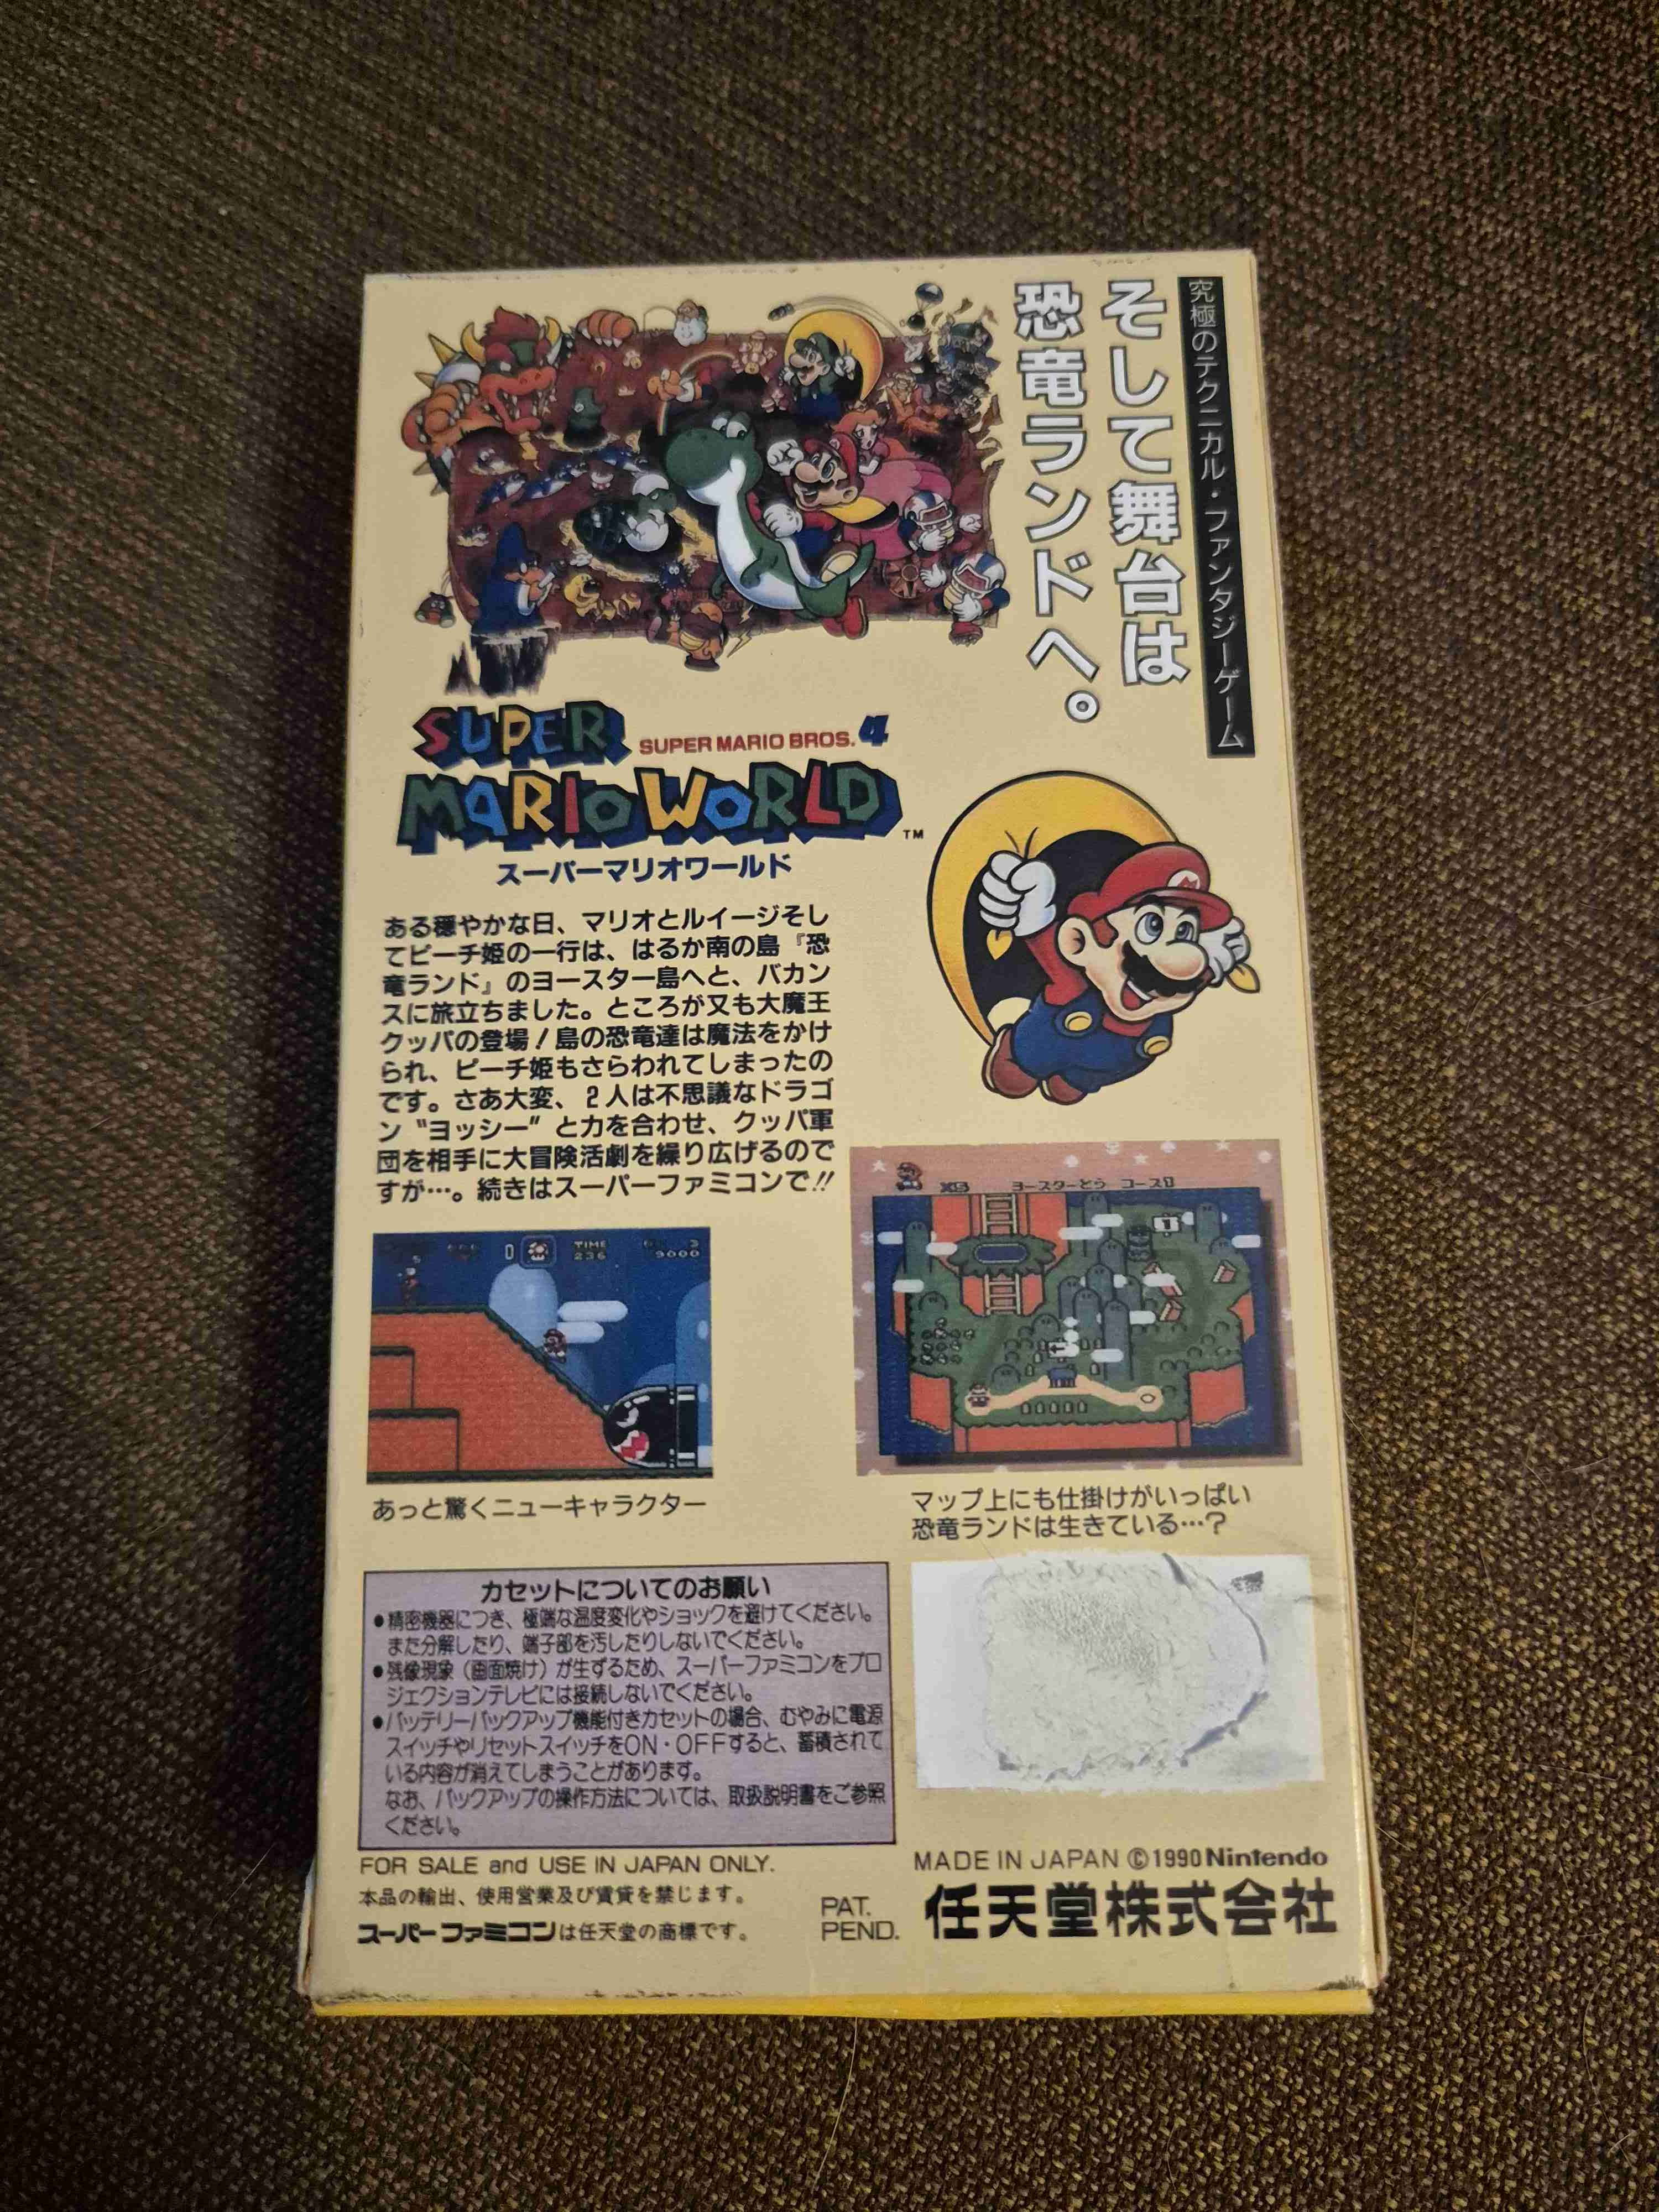 究極のテクニカル・ファンタジーゲーム
そして舞台は
恐竜ランドへ。
SUPER
SUPER MARIO BROS. 4
MARIO WORLD
TM
スーパーマリオワールド
ある穏やかな日、マリオとルイージそし
てピーチ姫の一行は、はるか南の島『恐
竜ランド』のヨースター島へと、バカン
スに旅立ちました。ところが又も大魔王
クッパの登場!島の恐竜達は魔法をかけ
られ、ピーチ姫もさらわれてしまったの
です。さあ大変、2人は不思議なドラゴ
ン“ヨッシー”と力を合わせ、クッパ軍
団を相手に大冒険活劇を繰り広げるので
すが…。続きはスーパーファミコンで!!
0
TIME
236
3
9000
ヨースターとう コース1
あっと驚くニューキャラクター
マップ上にも仕掛けがいっぱい
恐竜ランドは生きている…?
カセットについてのお願い
●精密機器につき、極端な温度変化やショックを避けてください。
また分解したり、端子部を汚したりしないでください。
●残像現象(画面焼け)が生ずるため、スーパーファミコンをプロ
ジェクションテレビには接続しないでください。
●バッテリーバックアップ機能付きカセットの場合、むやみに電源
スイッチやリセットスイッチをON・OFFすると、蓄積されて
いる内容が消えてしまうことがあります。
なお、バックアップの操作方法については、取扱説明書をご参照
ください。
FOR SALE and USE IN JAPAN ONLY.
本品の輸出、使用営業及び賃貸を禁じます。
スーパーファミコンは任天堂の商標です。
PAT.
PEND.
MADE IN JAPAN ©1990 Nintendo
任天堂株式会社